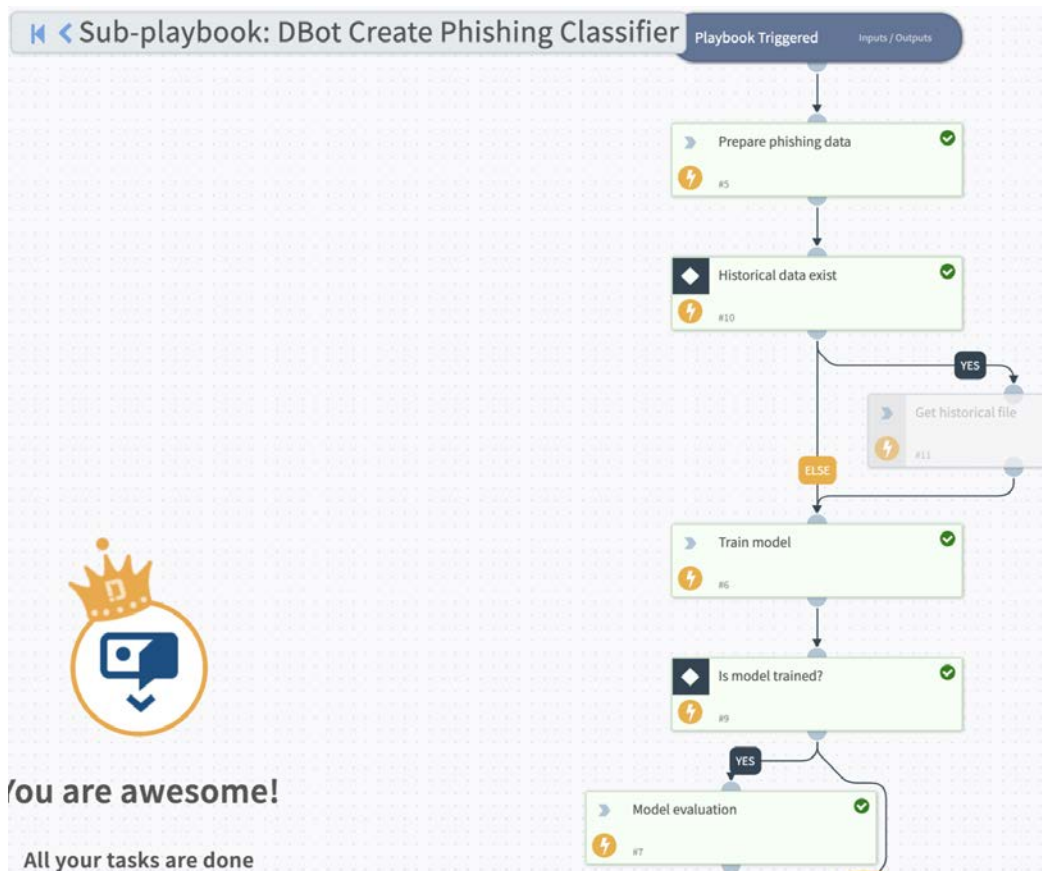 Sub-playbook: DBot Create Phishing Classifier
Playbook Triggered
Inputs / Outputs
Prepare phishing data
#5
Historical data exist
#10
YES
Get historical file
#11
ELSE
Train model
#6
Is model trained?
#9
YES
Model evaluation
#7
D
You are awesome!
All your tasks are done